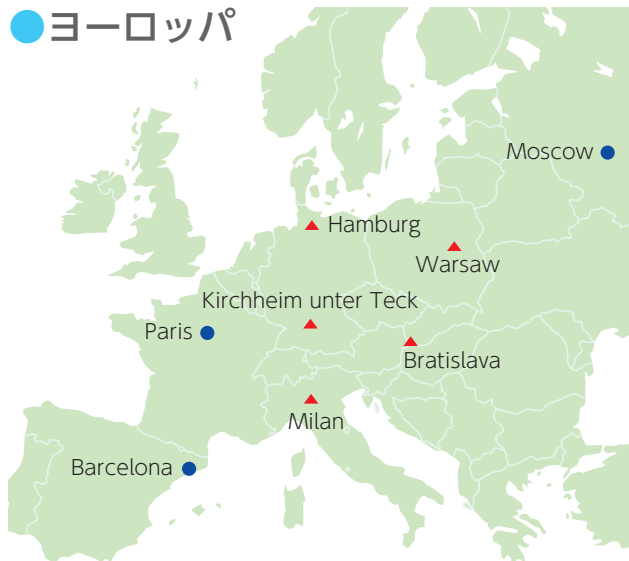 ヨーロッパ
Moscow
Hamburg
Warsaw
Kirchheim unter Teck
Paris
Bratislava
Milan
Barcelona